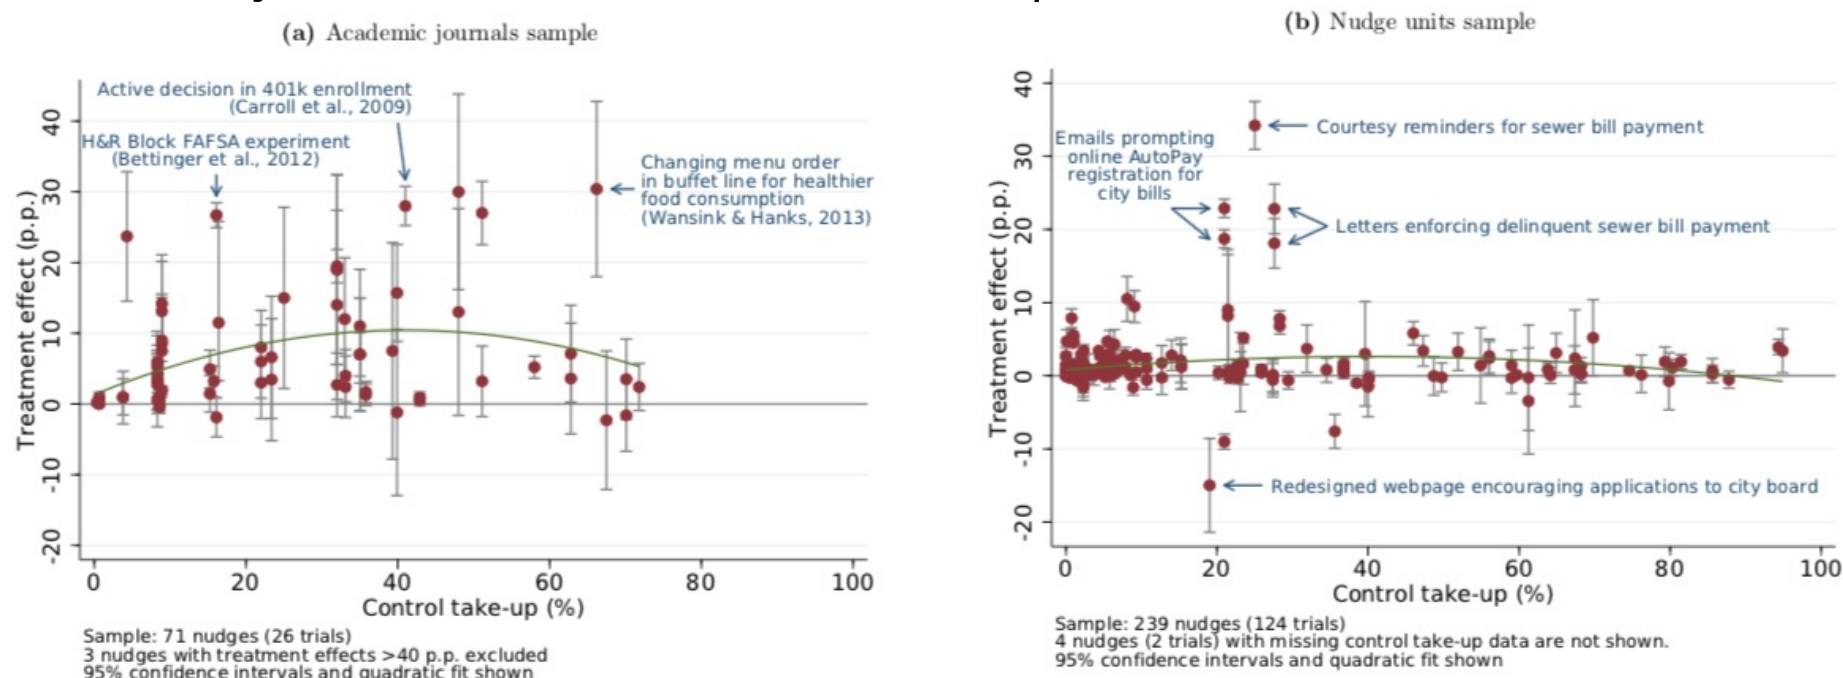 (a) Academic journals sample
Active decision in 401k enrollment
(Carroll et al., 2009)
H&R Block FAFSA experiment
(Bettinger et al., 2012)
Changing menu order
in buffet line for healthier
food consumption
(Wansink & Hanks, 2013)
Treatment effect (p.p.)
40
30
20
10
0
-10
-20
0 20 40 60 80 100
Control take-up (%)
Sample: 71 nudges (26 trials)
3 nudges with treatment effects >40 p.p. excluded
95% confidence intervals and quadratic fit shown
(b) Nudge units sample
Courtesy reminders for sewer bill payment
Emails prompting
online AutoPay
registration for
city bills
Letters enforcing delinquent sewer bill payment
Redesigned webpage encouraging applications to city board
Treatment effect (p.p.)
40
30
20
10
0
-10
-20
0 20 40 60 80 100
Control take-up (%)
Sample: 239 nudges (124 trials)
4 nudges (2 trials) with missing control take-up data are not shown.
95% confidence intervals and quadratic fit shown